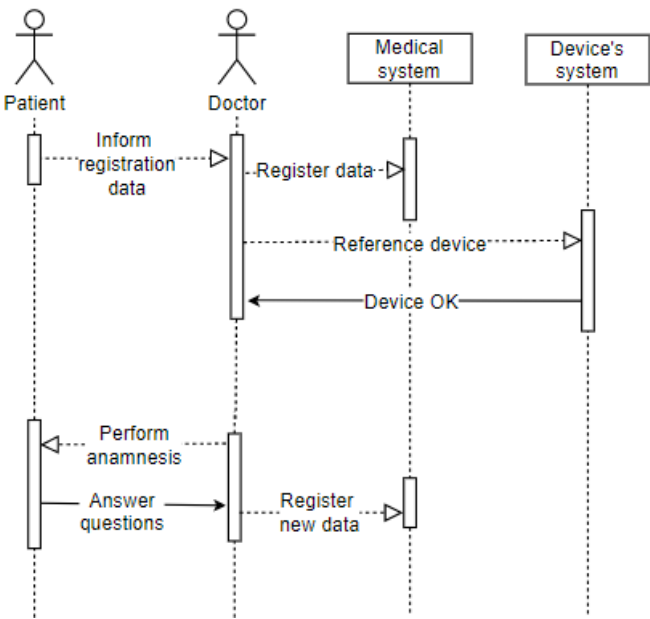 Patient
Doctor
Medical
system
Device's
system
Inform
registration
data
Register data
Reference device
Device OK
Perform
anamnesis
Answer
questions
Register
new data